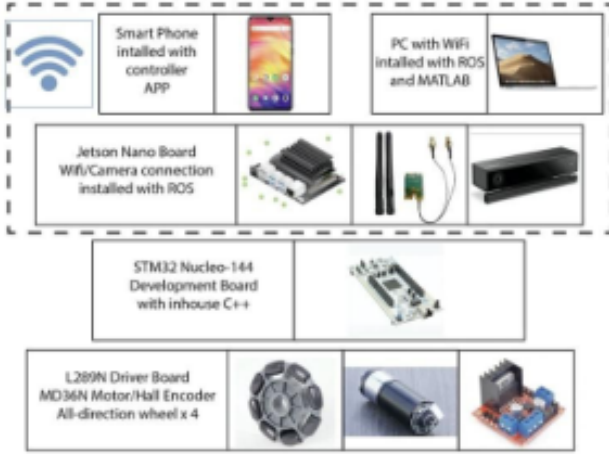 Smart Phone
intalled with
controller
APP
PC with WiFi
intalled with ROS
and MATLAB
Jetson Nano Board
Wifi/Camera connection
installed with ROS
STM32 Nucleo-144
Development Board
with inhouse C++
L289N Driver Board
MD36N Motor/Hall Encoder
All-direction wheel x 4